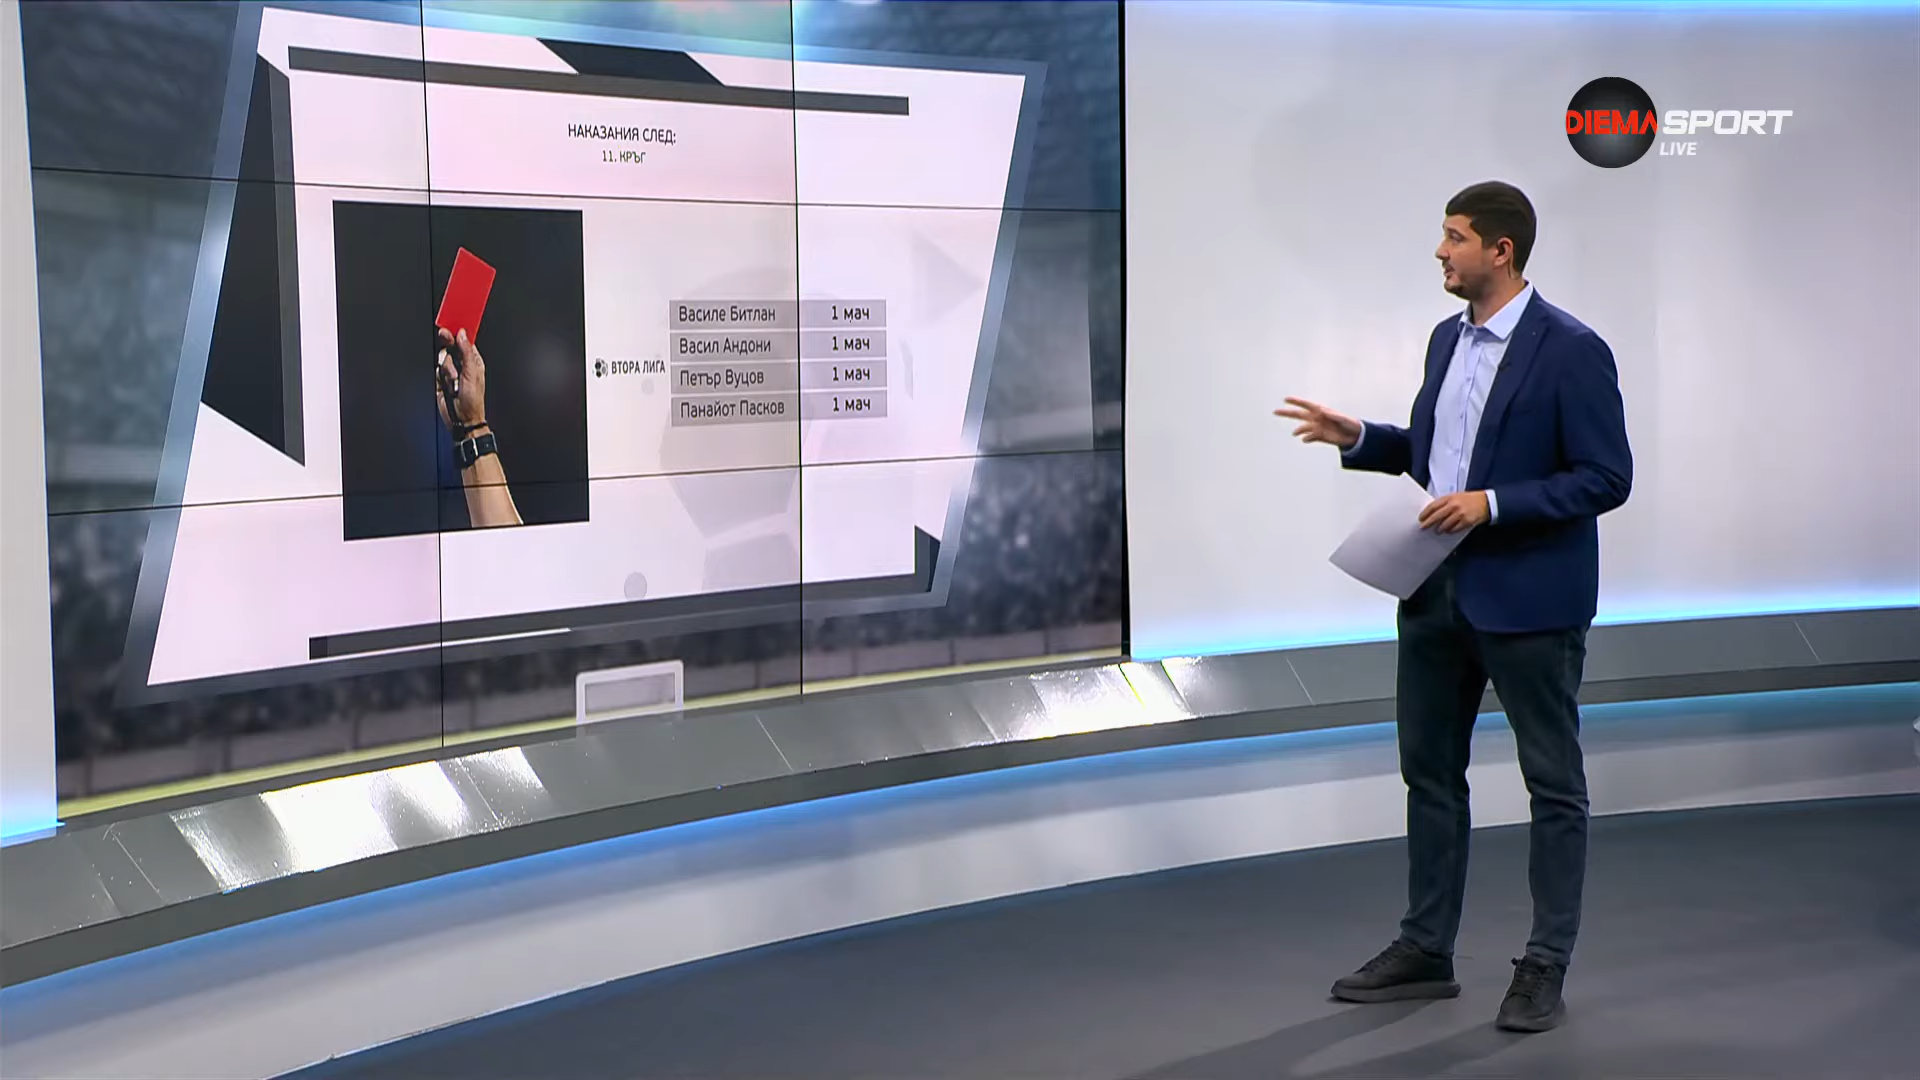 DIEMA SPORT
LIVE
НАКАЗАНИЯ СЛЕД:
11. КРЪГ
ВТОРА ЛИГА
Василе Битлан 1 мач
Васил Андони 1 мач
Петър Вуцов 1 мач
Панайот Пасков 1 мач